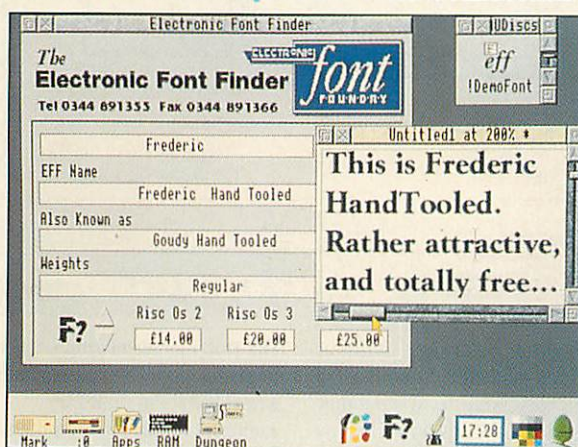 Electronic Font Finder
UDiscs
The
Electronic Font Finder
Tel 0344 891355 Fax 0344 891366
ELECTRONIC
font
FOUNDRY
eff
!DemoFont
Frederic
EFF Name
Frederic Hand Tooled
Also Known as
Goudy Hand Tooled
Weights
Regular
Risc Os 2 Risc Os 3
F? £14.00 £20.00 £25.00
Untitled1 at 200% *
This is Frederic
HandTooled.
Rather attractive,
and totally free...
Mark :0 Apps RAM Dungeon F? 17:28